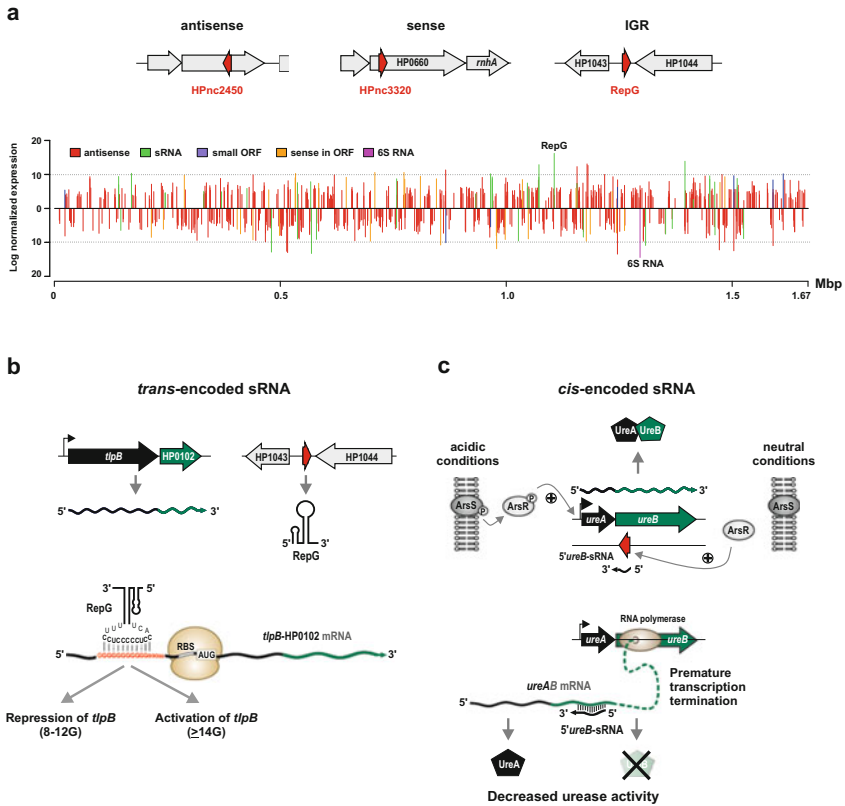 a
antisense
sense
IGR
HP0660
rnhA
HP1043
HP1044
HPnc2450
HPnc3320
RepG
Log normalized expression
20
10
0
10
20
antisense
sRNA
small ORF
sense in ORF
6S RNA
RepG
6S RNA
0
0.5
1.0
1.5
1.67
Mbp
b
trans-encoded sRNA
tlpB
HP0102
HP1043
HP1044
5'
3'
5'
3'
RepG
3'
5'
RepG
C C U U U C C C C C U C A C C
RBS
AUG
tlpB-HP0102 mRNA
5'
3'
Repression of tlpB
(8-12G)
Activation of tlpB
(≥14G)
c
cis-encoded sRNA
UreA
UreB
acidic
conditions
neutral
conditions
5'
3'
ArsS
P
ArsR
P
ureA
ureB
ArsS
ArsR
5'ureB-sRNA
3'
5'
RNA polymerase
ureA
ureB
Premature
transcription
termination
ureAB mRNA
5'
3'
5'
5'ureB-sRNA
UreA
Decreased urease activity